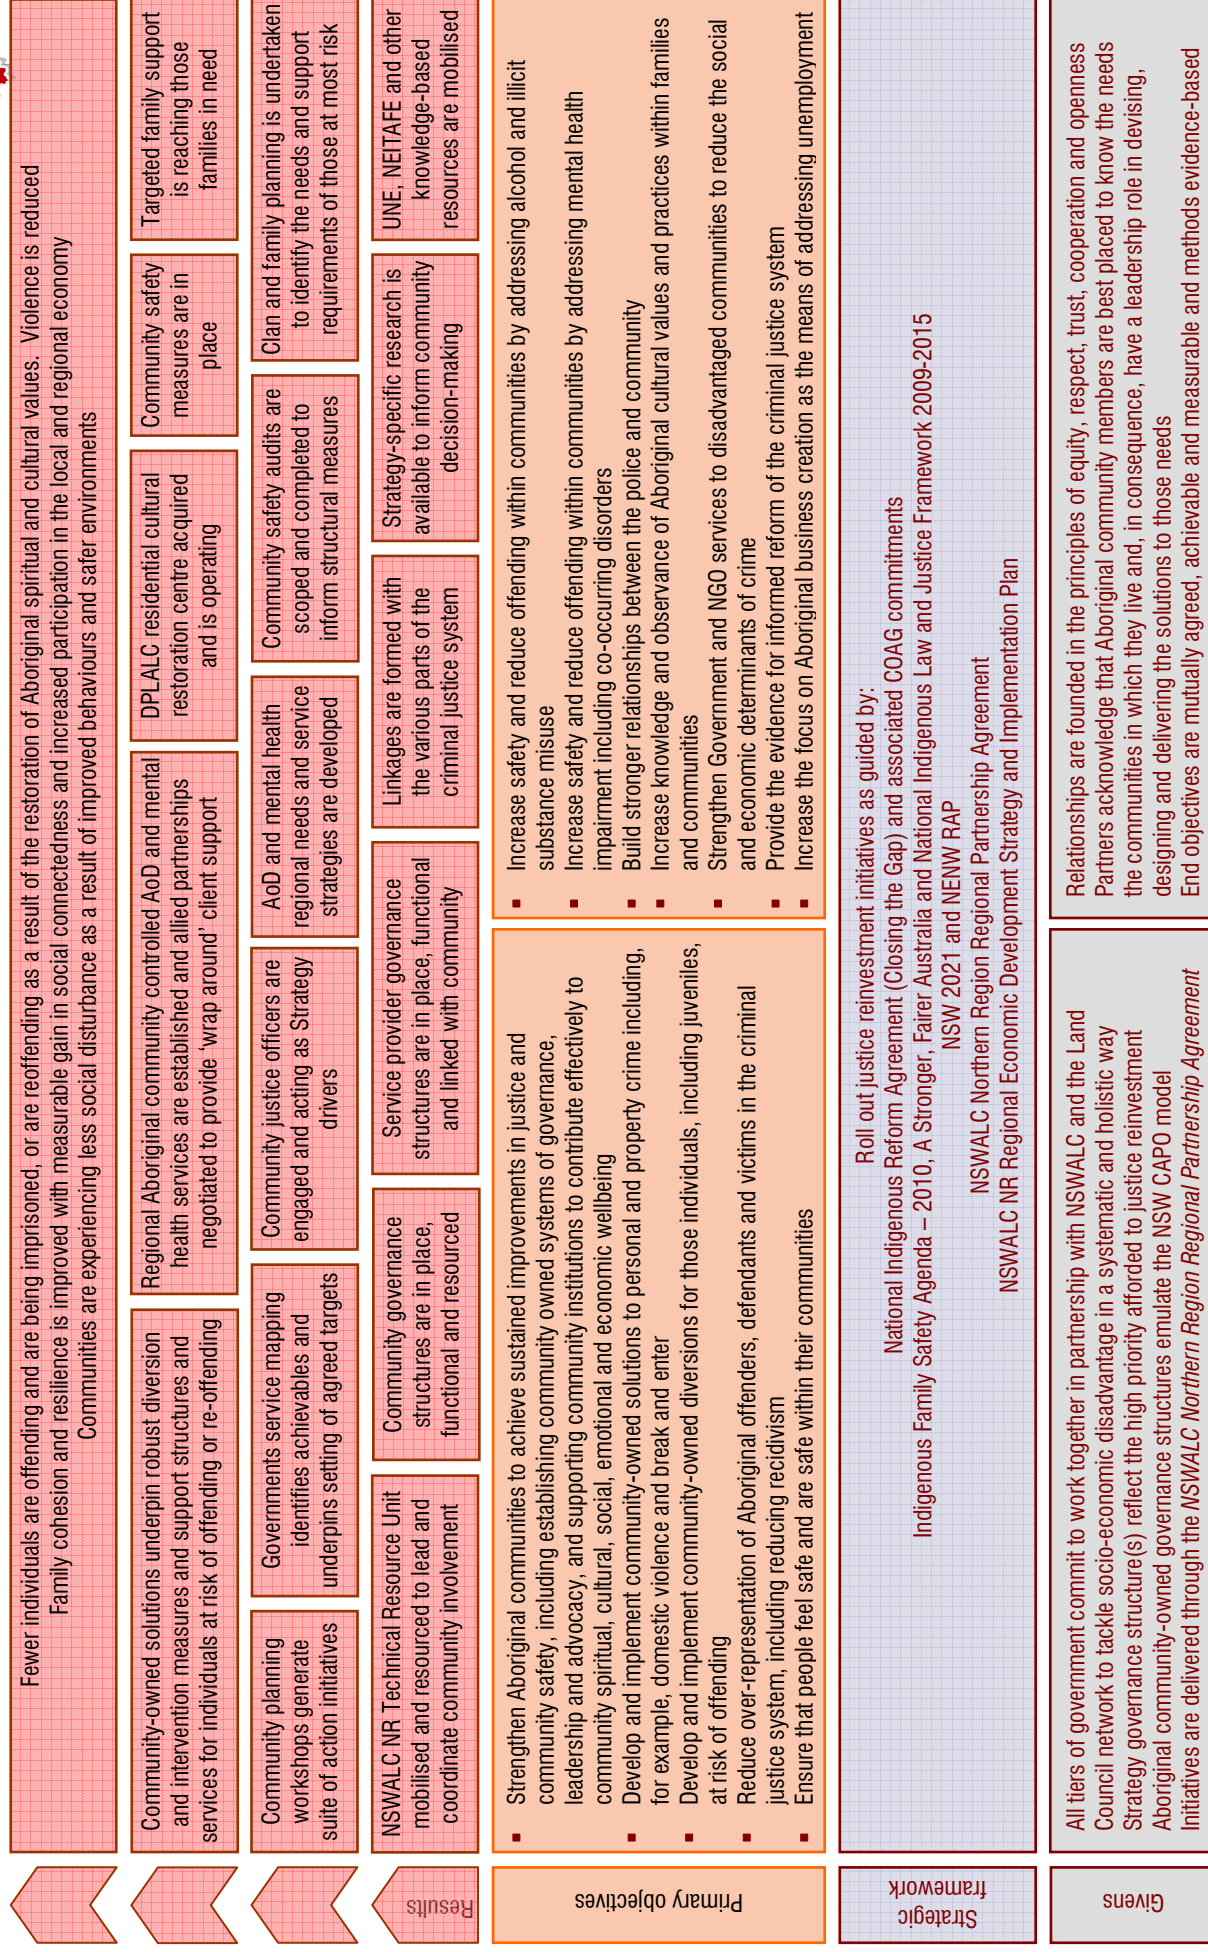 Fewer individuals are offending and are being imprisoned, or are reoffending as a result of the restoration of Aboriginal spiritual and cultural values.  Violence is reduced
Family cohesion and resilience is improved with measurable gain in social connectedness and increased participation in the local and regional economy
Communities are experiencing less social disturbance as a result of improved behaviours and safer environments
Community-owned solutions underpin robust diversion
and intervention measures and support structures and
services for individuals at risk of offending or re-offending
Regional Aboriginal community controlled AoD and mental
health services are established and allied partnerships
negotiated to provide ‘wrap around’ client support
DPLALC residential cultural
restoration centre acquired
and is operating
Community safety
measures are in
place
Targeted family support
is reaching those
families in need
Community planning
workshops generate
suite of action initiatives
Governments service mapping
identifies achievables and
underpins setting of agreed targets
Community justice officers are
engaged and acting as Strategy
drivers
AoD and mental health
regional needs and service
strategies are developed
Community safety audits are
scoped and completed to
inform structural measures
Clan and family planning is undertaken
to identify the needs and support
requirements of those at most risk
Results
NSWALC NR Technical Resource Unit
mobilised and resourced to lead and
coordinate community involvement
Community governance
structures are in place,
functional and resourced
Service provider governance
structures are in place, functional
and linked with community
Linkages are formed with
the various parts of the
criminal justice system
Strategy-specific research is
available to inform community
decision-making
UNE, NEITAFE and other
knowledge-based
resources are mobilised
Primary objectives
▪ Strengthen Aboriginal communities to achieve sustained improvements in justice and
community safety, including establishing community owned systems of governance,
leadership and advocacy, and supporting community institutions to contribute effectively to
community spiritual, cultural, social, emotional and economic wellbeing
▪ Develop and implement community-owned solutions to personal and property crime including,
for example, domestic violence and break and enter
▪ Develop and implement community-owned diversions for those individuals, including juveniles,
at risk of offending
▪ Reduce over-representation of Aboriginal offenders, defendants and victims in the criminal
justice system, including reducing recidivism
▪ Ensure that people feel safe and are safe within their communities
▪ Increase safety and reduce offending within communities by addressing alcohol and illicit
substance misuse
▪ Increase safety and reduce offending within communities by addressing mental health
impairment including co-occurring disorders
▪ Build stronger relationships between the police and community
▪ Increase knowledge and observance of Aboriginal cultural values and practices within families
and communities
▪ Strengthen Government and NGO services to disadvantaged communities to reduce the social
and economic determinants of crime
▪ Provide the evidence for informed reform of the criminal justice system
▪ Increase the focus on Aboriginal business creation as the means of addressing unemployment
Strategic
framework
Roll out justice reinvestment initiatives as guided by:
National Indigenous Reform Agreement (Closing the Gap) and associated COAG commitments
Indigenous Family Safety Agenda – 2010, A Stronger, Fairer Australia and National Indigenous Law and Justice Framework 2009-2015
NSW 2021 and NENW RAP
NSWALC Northern Region Regional Partnership Agreement
NSWALC NR Regional Economic Development Strategy and Implementation Plan
Givens
All tiers of government commit to work together in partnership with NSWALC and the Land
Council network to tackle socio-economic disadvantage in a systematic and holistic way
Strategy governance structure(s) reflect the high priority afforded to justice reinvestment
Aboriginal community-owned governance structures emulate the NSW CAPO model
Initiatives are delivered through the NSWALC Northern Region Regional Partnership Agreement
Relationships are founded in the principles of equity, respect, trust, cooperation and openness
Partners acknowledge that Aboriginal community members are best placed to know the needs
the communities in which they live and, in consequence, have a leadership role in devising,
designing and delivering the solutions to those needs
End objectives are mutually agreed, achievable and measurable and methods evidence-based